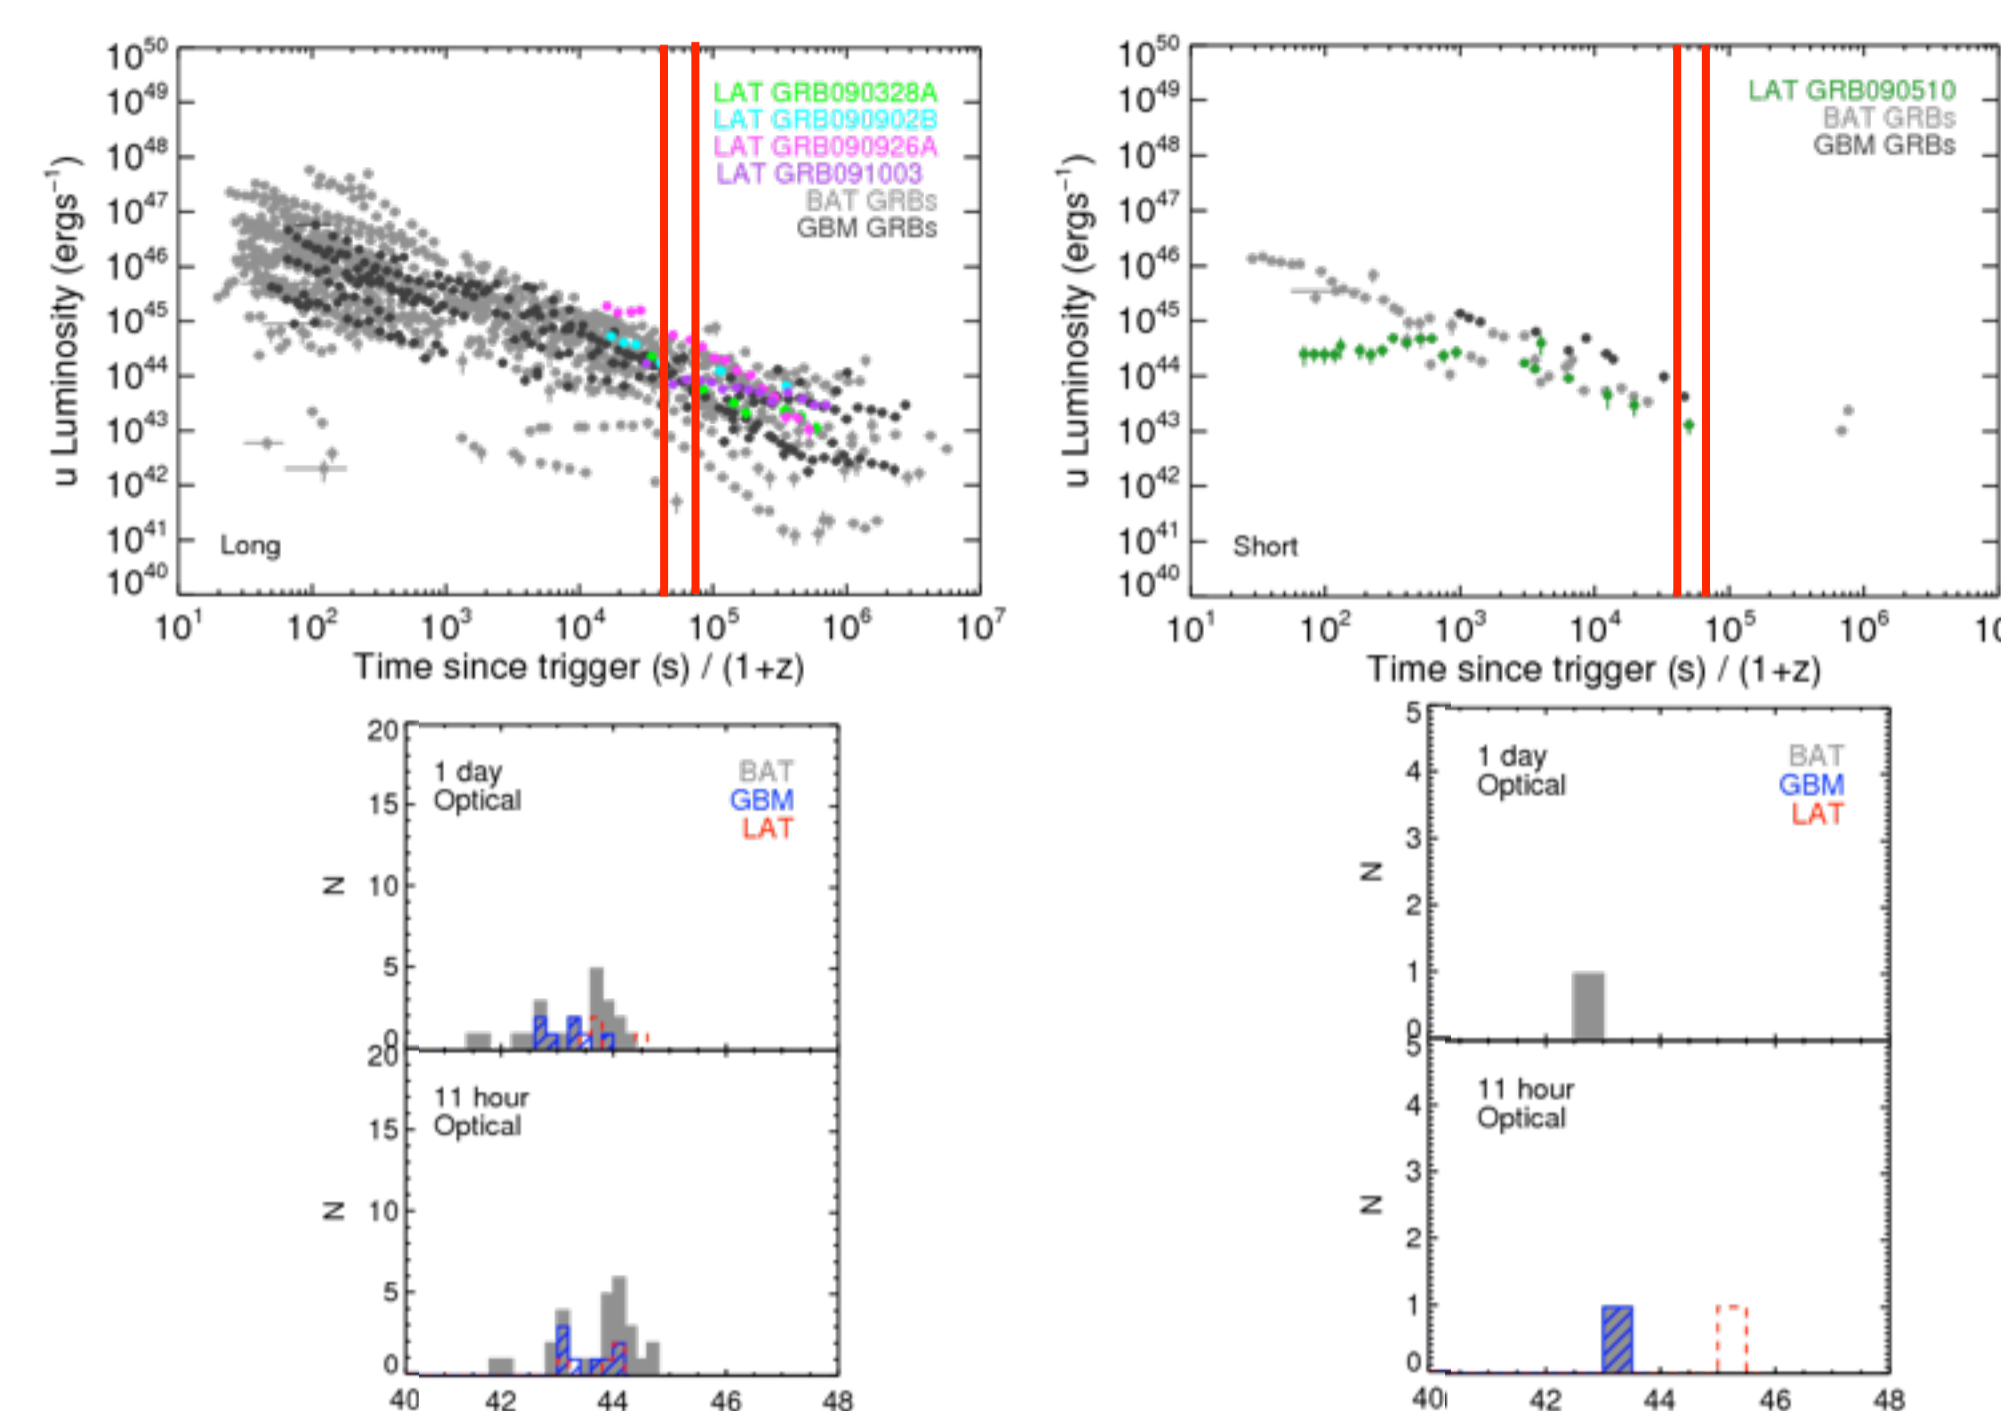 10^50
10^49
10^48
10^47
10^46
10^45
10^44
10^43
10^42
10^41
10^40
u Luminosity (ergs^-1)
LAT GRB090328A
LAT GRB090902B
LAT GRB090926A
LAT GRB091003
BAT GRBs
GBM GRBs
Long
10^1 10^2 10^3 10^4 10^5 10^6 10^7
Time since trigger (s) / (1+z)
10^50
10^49
10^48
10^47
10^46
10^45
10^44
10^43
10^42
10^41
10^40
u Luminosity (ergs^-1)
LAT GRB090510
BAT GRBs
GBM GRBs
Short
10^1 10^2 10^3 10^4 10^5 10^6 10
Time since trigger (s) / (1+z)
20
15
10
5
0
N
1 day
Optical
BAT
GBM
LAT
20
15
10
5
0
N
11 hour
Optical
40 42 44 46 48
5
4
3
2
1
0
N
1 day
Optical
BAT
GBM
LAT
5
4
3
2
1
0
N
11 hour
Optical
40 42 44 46 48